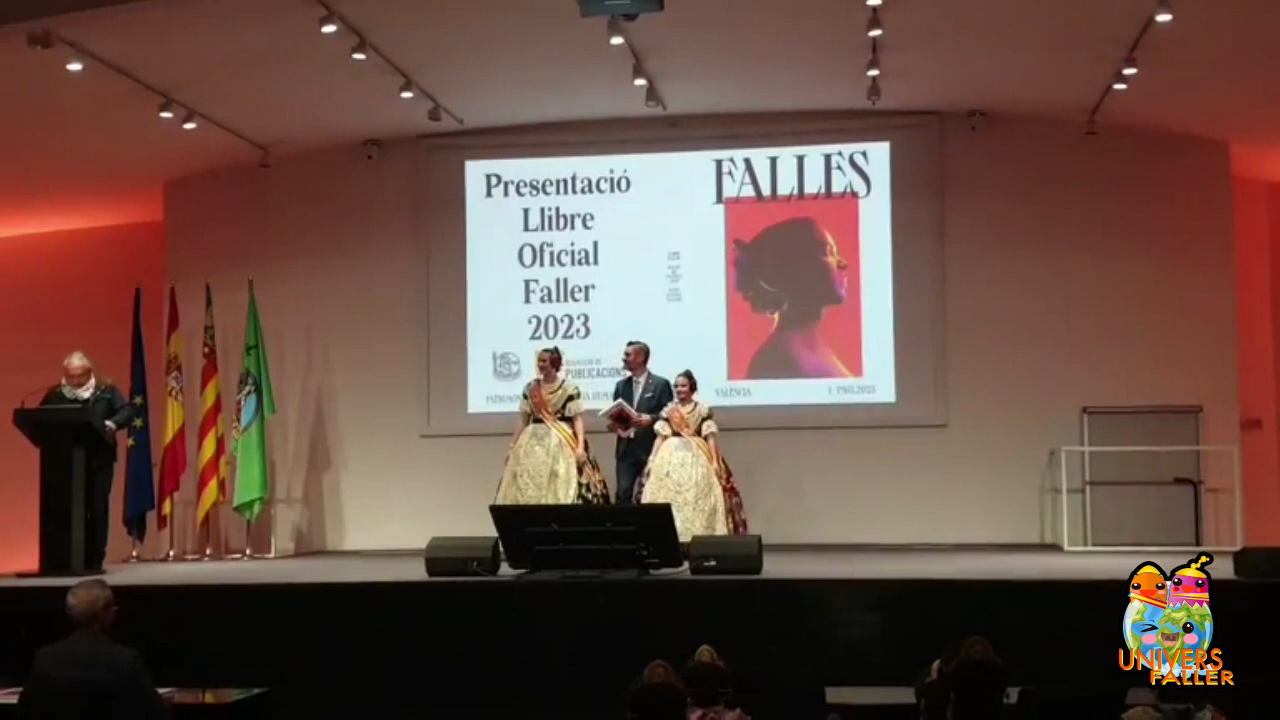 Presentació
Llibre
Oficial
Faller
2023
FALLES
PUBLICACIONS
VALÈNCIA
UNIVERS
FALLER